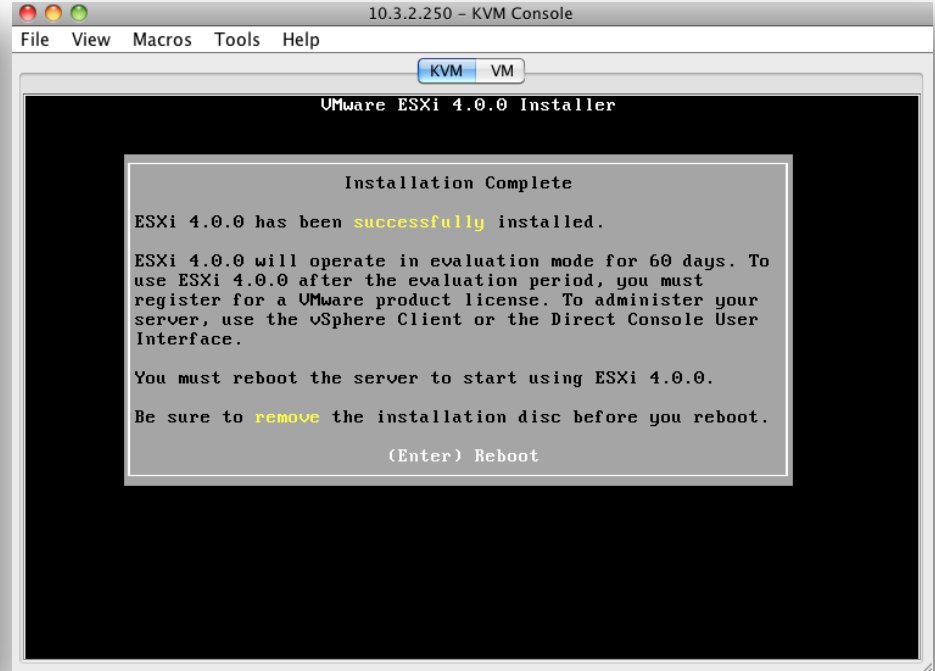 10.3.2.250 – KVM Console
File View Macros Tools Help
KVM VM
VMware ESXi 4.0.0 Installer
Installation Complete
ESXi 4.0.0 has been successfully installed.
ESXi 4.0.0 will operate in evaluation mode for 60 days. To
use ESXi 4.0.0 after the evaluation period, you must
register for a VMware product license. To administer your
server, use the vSphere Client or the Direct Console User
Interface.
You must reboot the server to start using ESXi 4.0.0.
Be sure to remove the installation disc before you reboot.
(Enter) Reboot